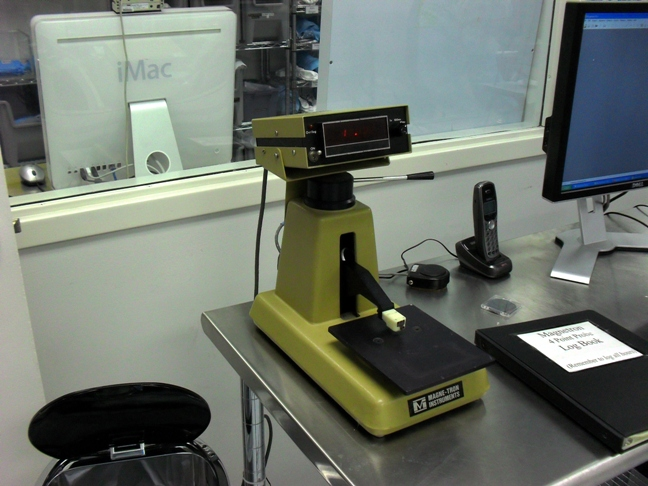 iMac
DELL
MAGNE-TRON
INSTRUMENTS
M
Magnetron
4 Point Probe
Log Book
(Remember to log all hours)